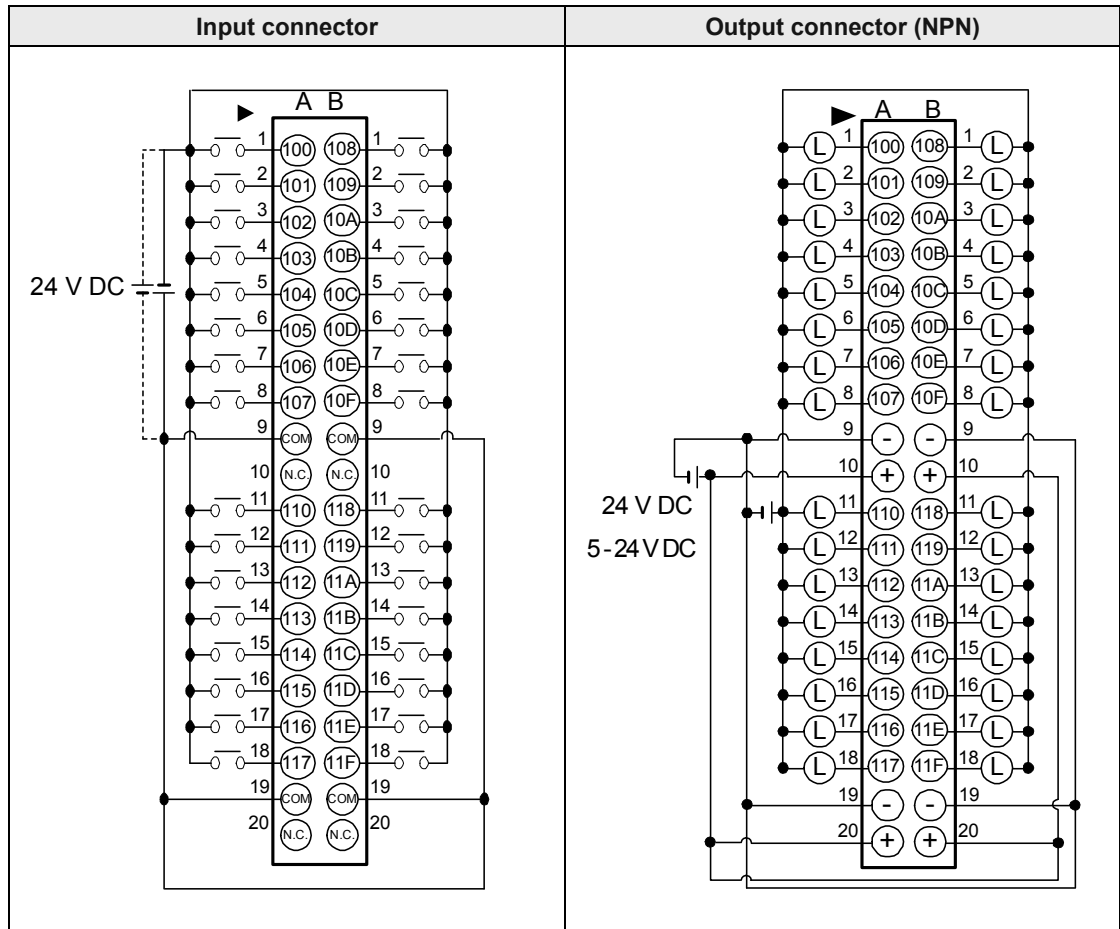 Input connector
Output connector (NPN)
A B
1 100 108 1
2 101 109 2
3 102 10A 3
4 103 10B 4
24 V DC
5 104 10C 5
6 105 10D 6
7 106 10E 7
8 107 10F 8
9 COM COM 9
10 N.C. N.C. 10
11 110 118 11
12 111 119 12
13 112 11A 13
14 113 11B 14
15 114 11C 15
16 115 11D 16
17 116 11E 17
18 117 11F 18
19 COM COM 19
20 N.C. N.C. 20
A B
L 1 100 108 1 L
L 2 101 109 2 L
L 3 102 10A 3 L
L 4 103 10B 4 L
L 5 104 10C 5 L
L 6 105 10D 6 L
L 7 106 10E 7 L
L 8 107 10F 8 L
9 - - 9
10 + + 10
24 V DC
L 11 110 118 11 L
5-24 V DC
L 12 111 119 12 L
L 13 112 11A 13 L
L 14 113 11B 14 L
L 15 114 11C 15 L
L 16 115 11D 16 L
L 17 116 11E 17 L
L 18 117 11F 18 L
19 - - 19
20 + + 20